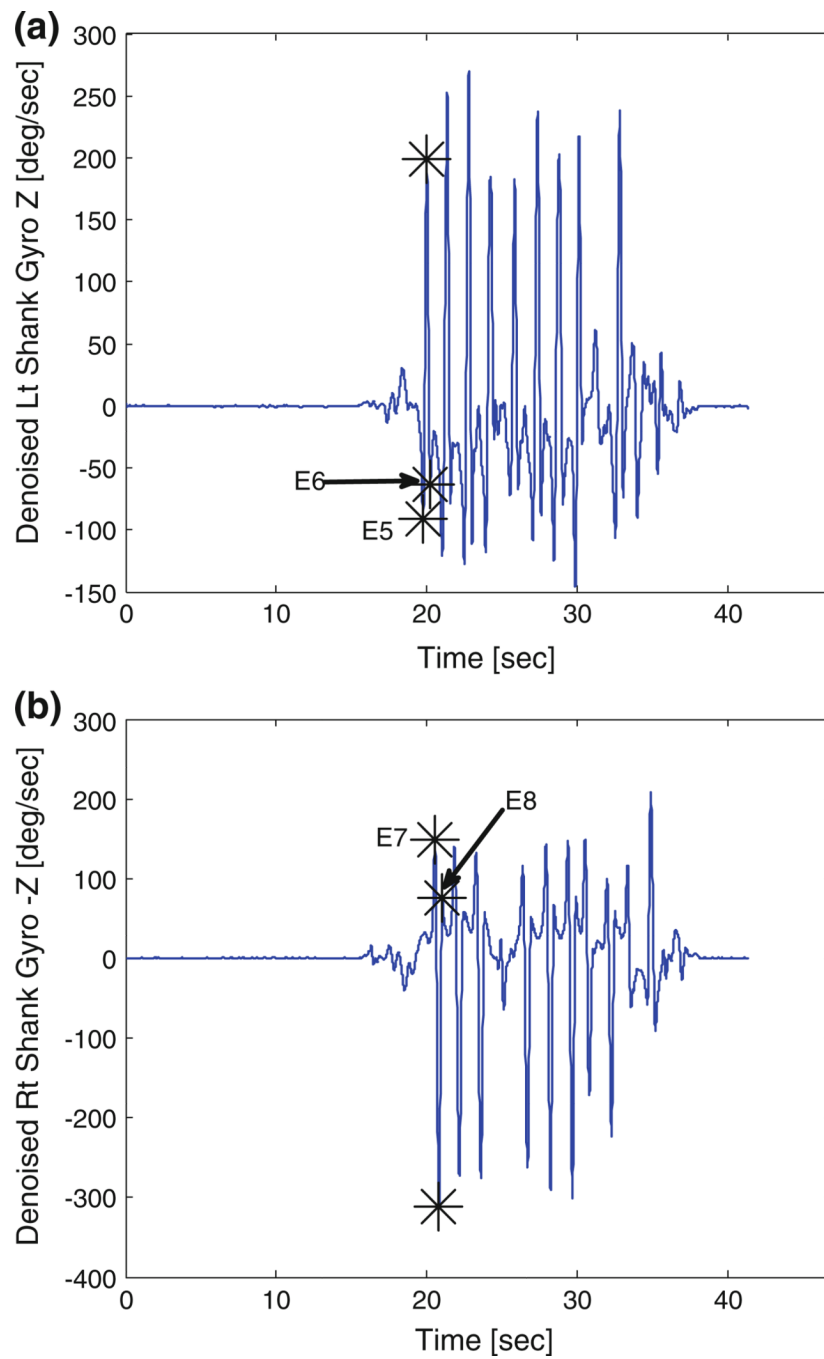 (a)
Denoised Lt Shank Gyro Z [deg/sec]
300
250
200
150
100
50
0
-50
-100
-150
E6
E5
0
10
20
30
40
Time [sec]
(b)
Denoised Rt Shank Gyro -Z [deg/sec]
300
200
100
0
-100
-200
-300
-400
E7
E8
0
10
20
30
40
Time [sec]